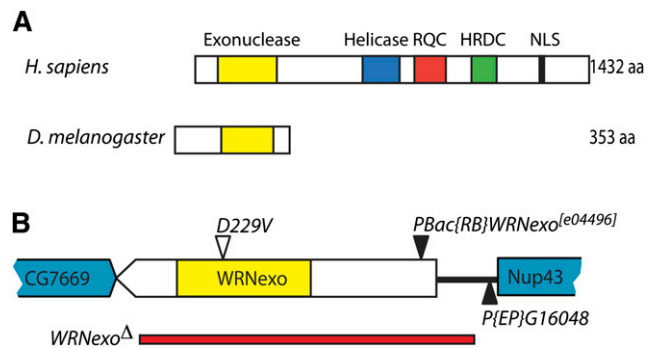 A
Exonuclease Helicase RQC HRDC NLS
H. sapiens 1432 aa
D. melanogaster 353 aa
B
D229V PBac{RB}WRNexo[e04496]
CG7669 WRNexo Nup43
P{EP}G16048
WRNexoΔ